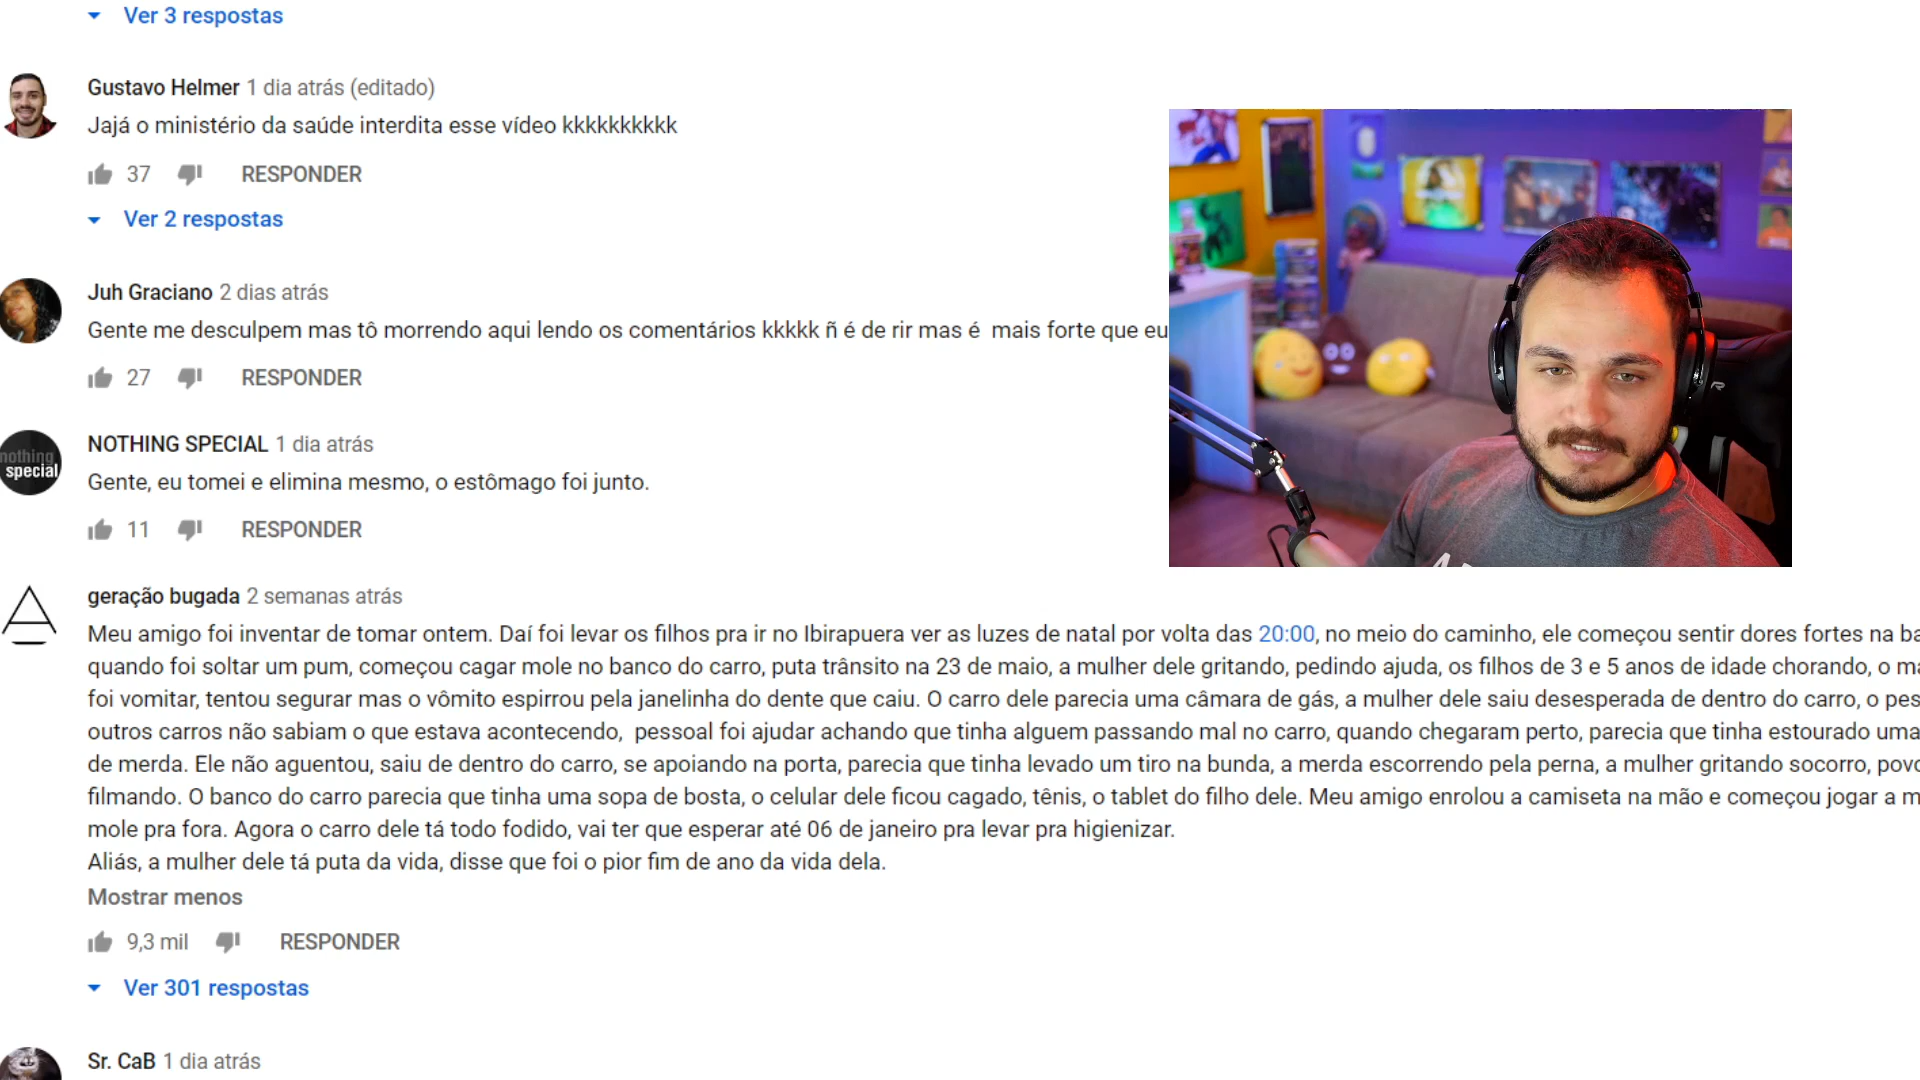 Ver 3 respostas
Gustavo Helmer 1 dia atrás (editado)
Jajá o ministério da saúde interdita esse vídeo kkkkkkkkkk
37 RESPONDER
Ver 2 respostas
Juh Graciano 2 dias atrás
Gente me desculpem mas tô morrendo aqui lendo os comentários kkkkk ñ é de rir mas é mais forte que eu
27 RESPONDER
nothing
special
NOTHING SPECIAL 1 dia atrás
Gente, eu tomei e elimina mesmo, o estômago foi junto.
11 RESPONDER
geração bugada 2 semanas atrás
Meu amigo foi inventar de tomar ontem. Daí foi levar os filhos pra ir no Ibirapuera ver as luzes de natal por volta das 20:00, no meio do caminho, ele começou sentir dores fortes na
quando foi soltar um pum, começou cagar mole no banco do carro, puta trânsito na 23 de maio, a mulher dele gritando, pedindo ajuda, os filhos de 3 e 5 anos de idade chorando, o
foi vomitar, tentou segurar mas o vômito espirrou pela janelinha do dente que caiu. O carro dele parecia uma câmara de gás, a mulher dele saiu desesperada de dentro do carro, o
outros carros não sabiam o que estava acontecendo, pessoal foi ajudar achando que tinha alguem passando mal no carro, quando chegaram perto, parecia que tinha estourado uma
de merda. Ele não aguentou, saiu de dentro do carro, se apoiando na porta, parecia que tinha levado um tiro na bunda, a merda escorrendo pela perna, a mulher gritando socorro,
filmando. O banco do carro parecia que tinha uma sopa de bosta, o celular dele ficou cagado, tênis, o tablet do filho dele. Meu amigo enrolou a camiseta na mão e começou jogar a
mole pra fora. Agora o carro dele tá todo fodido, vai ter que esperar até 06 de janeiro pra levar pra higienizar.
Aliás, a mulher dele tá puta da vida, disse que foi o pior fim de ano da vida dela.
Mostrar menos
9,3 mil RESPONDER
Ver 301 respostas
Sr. CaB 1 dia atrás